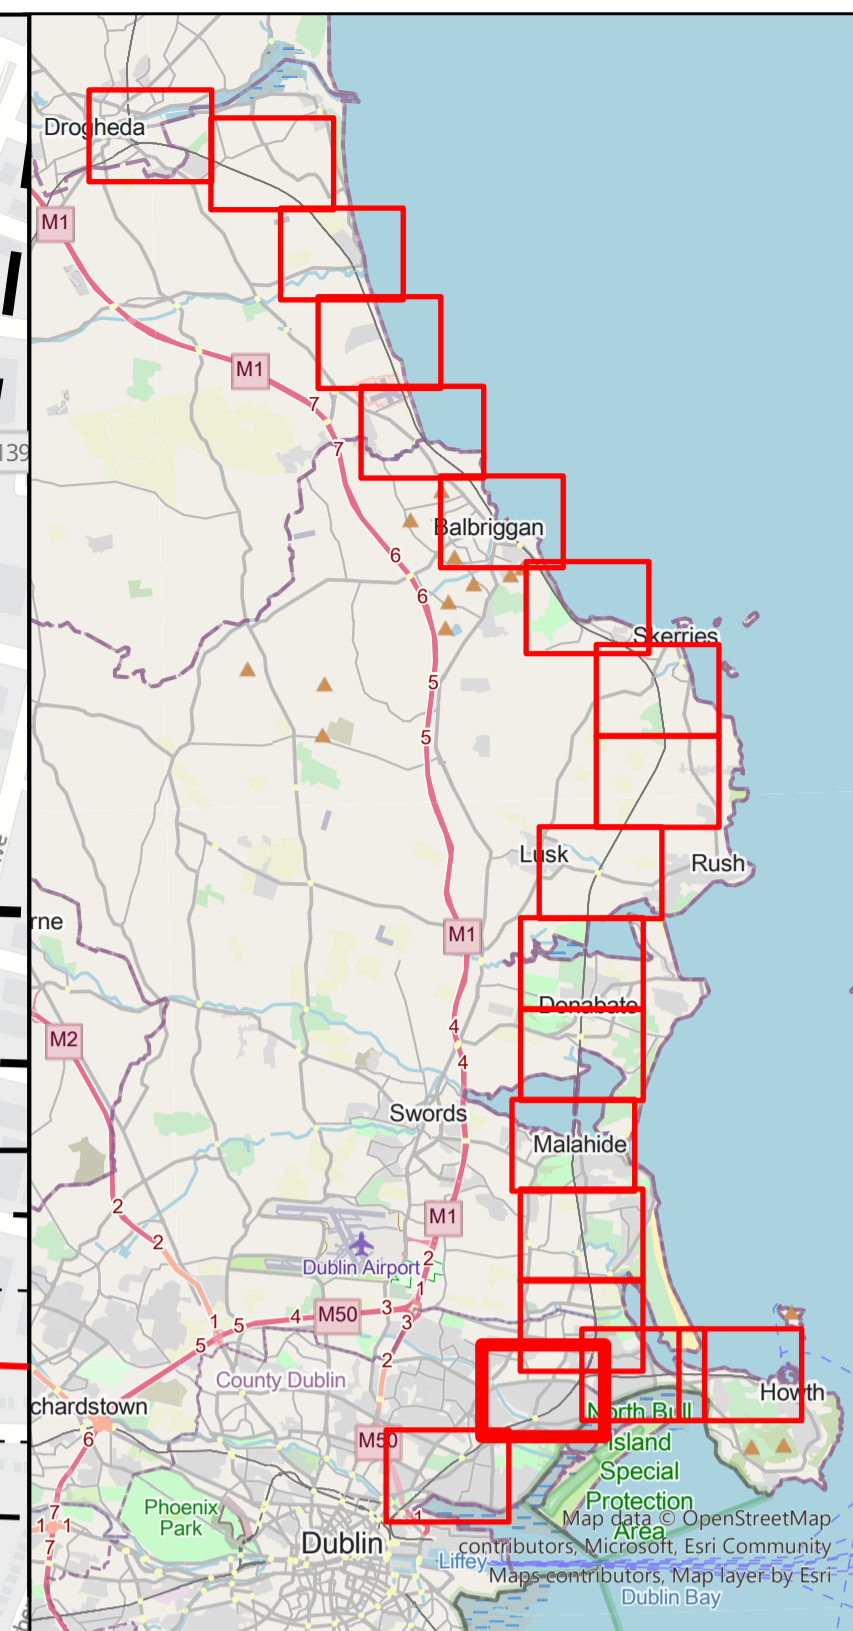 Drogheda
M1
M1
7
7
139
Balbriggan
6
6
Skerries
5
5
Lusk
Rush
rne
M1
Donabate
M2
4
4
Swords
Malahide
2
M1
2
Dublin Airport
2
1
M50
3
4
5
1
5
3
2
County Dublin
chardstown
Howth
North Bull
Island
Special
Protection
Area
M50
6
Phoenix
Park
7
1
1
7
1
Dublin
Liffey
Map data © OpenStreetMap
contributors, Microsoft, Esri Community
Maps contributors, Map layer by Esri
Dublin Bay